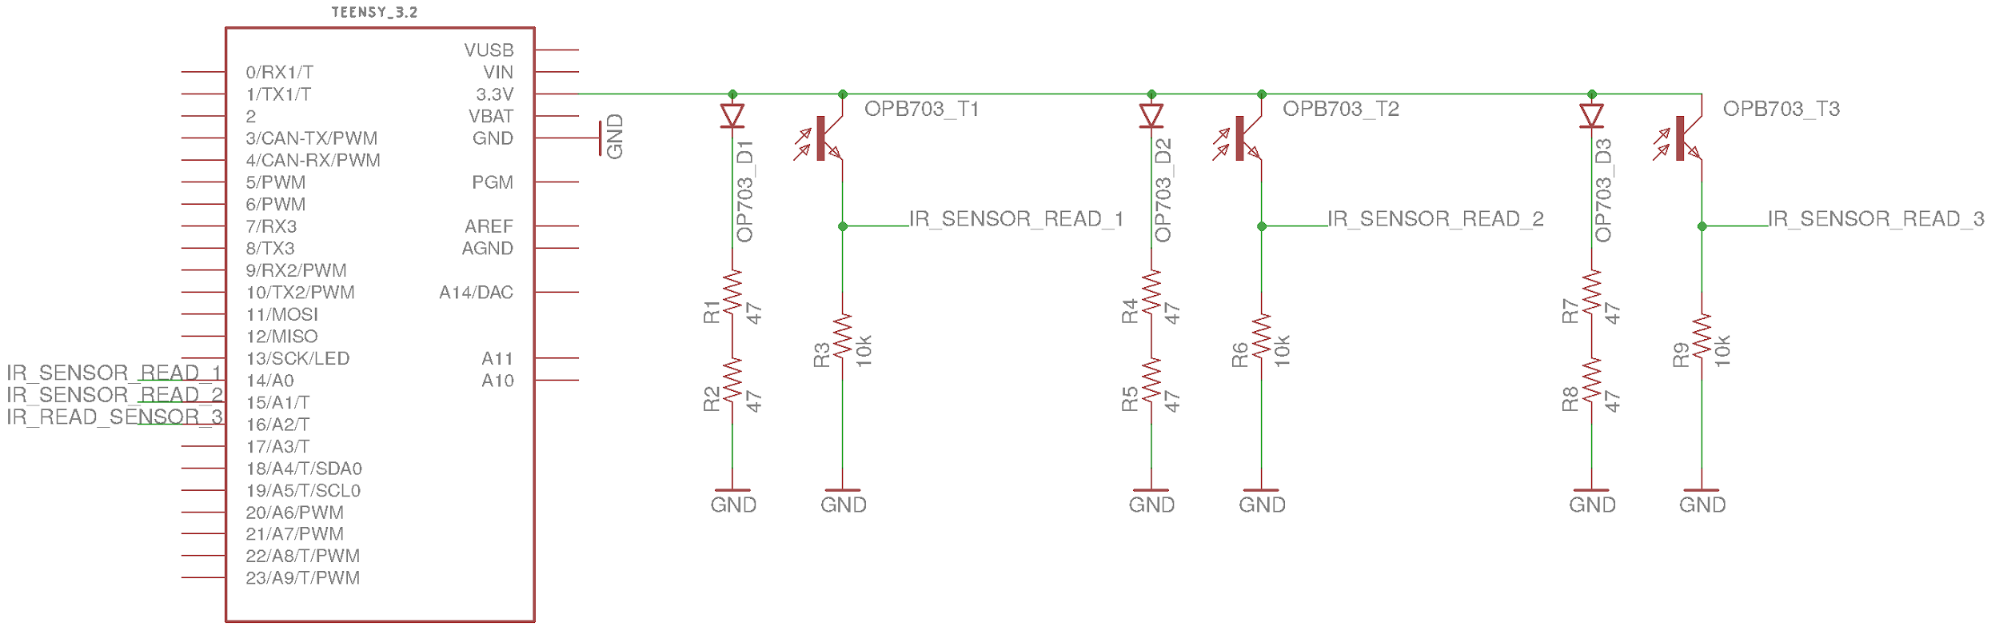 TEENSY_3.2
VUSB
0/RX1/T VIN
1/TX1/T 3.3V
2 VBAT
3/CAN-TX/PWM GND
GND
4/CAN-RX/PWM
5/PWM PGM
6/PWM
7/RX3 AREF
8/TX3 AGND
9/RX2/PWM
10/TX2/PWM A14/DAC
11/MOSI
12/MISO
13/SCK/LED A11
14/A0 A10
15/A1/T
16/A2/T
17/A3/T
18/A4/T/SDA0
19/A5/T/SCL0
20/A6/PWM
21/A7/PWM
22/A8/T/PWM
23/A9/T/PWM
IR_SENSOR_READ_1
IR_SENSOR_READ_2
IR_READ_SENSOR_3
OP703_D1
OPB703_T1
IR_SENSOR_READ_1
R1
47
R2
47
R3
10k
GND
GND
OP703_D2
OPB703_T2
IR_SENSOR_READ_2
R4
47
R5
47
R6
10k
GND
GND
OP703_D3
OPB703_T3
IR_SENSOR_READ_3
R7
47
R8
47
R9
10k
GND
GND